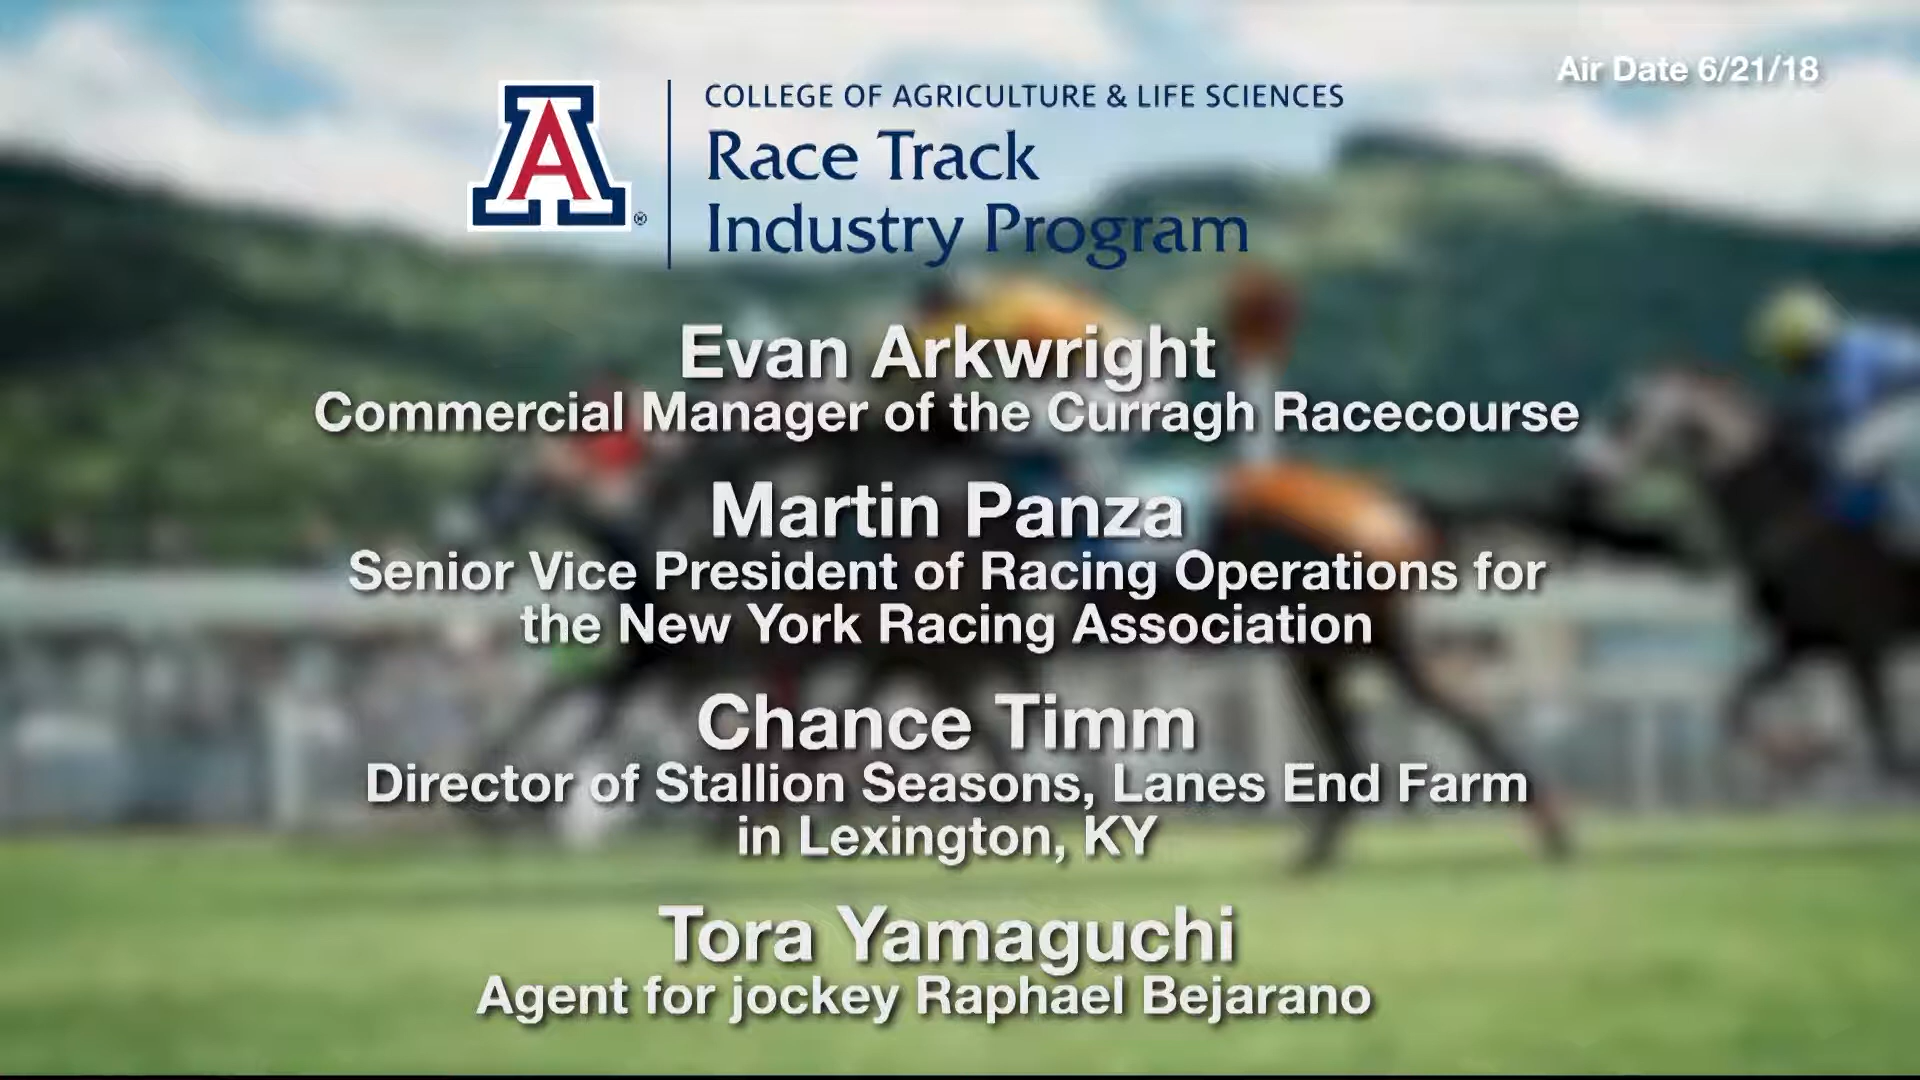 Air Date 6/21/18
A
COLLEGE OF AGRICULTURE & LIFE SCIENCES
Race Track
Industry Program
Evan Arkwright
Commercial Manager of the Curragh Racecourse
Martin Panza
Senior Vice President of Racing Operations for
the New York Racing Association
Chance Timm
Director of Stallion Seasons, Lanes End Farm
in Lexington, KY
Tora Yamaguchi
Agent for jockey Raphael Bejarano